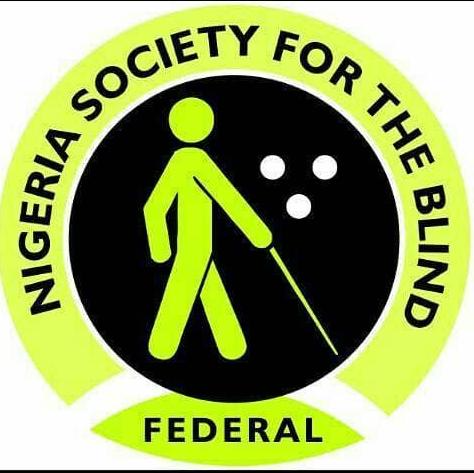 NIGERIA SOCIETY FOR THE BLIND
FEDERAL